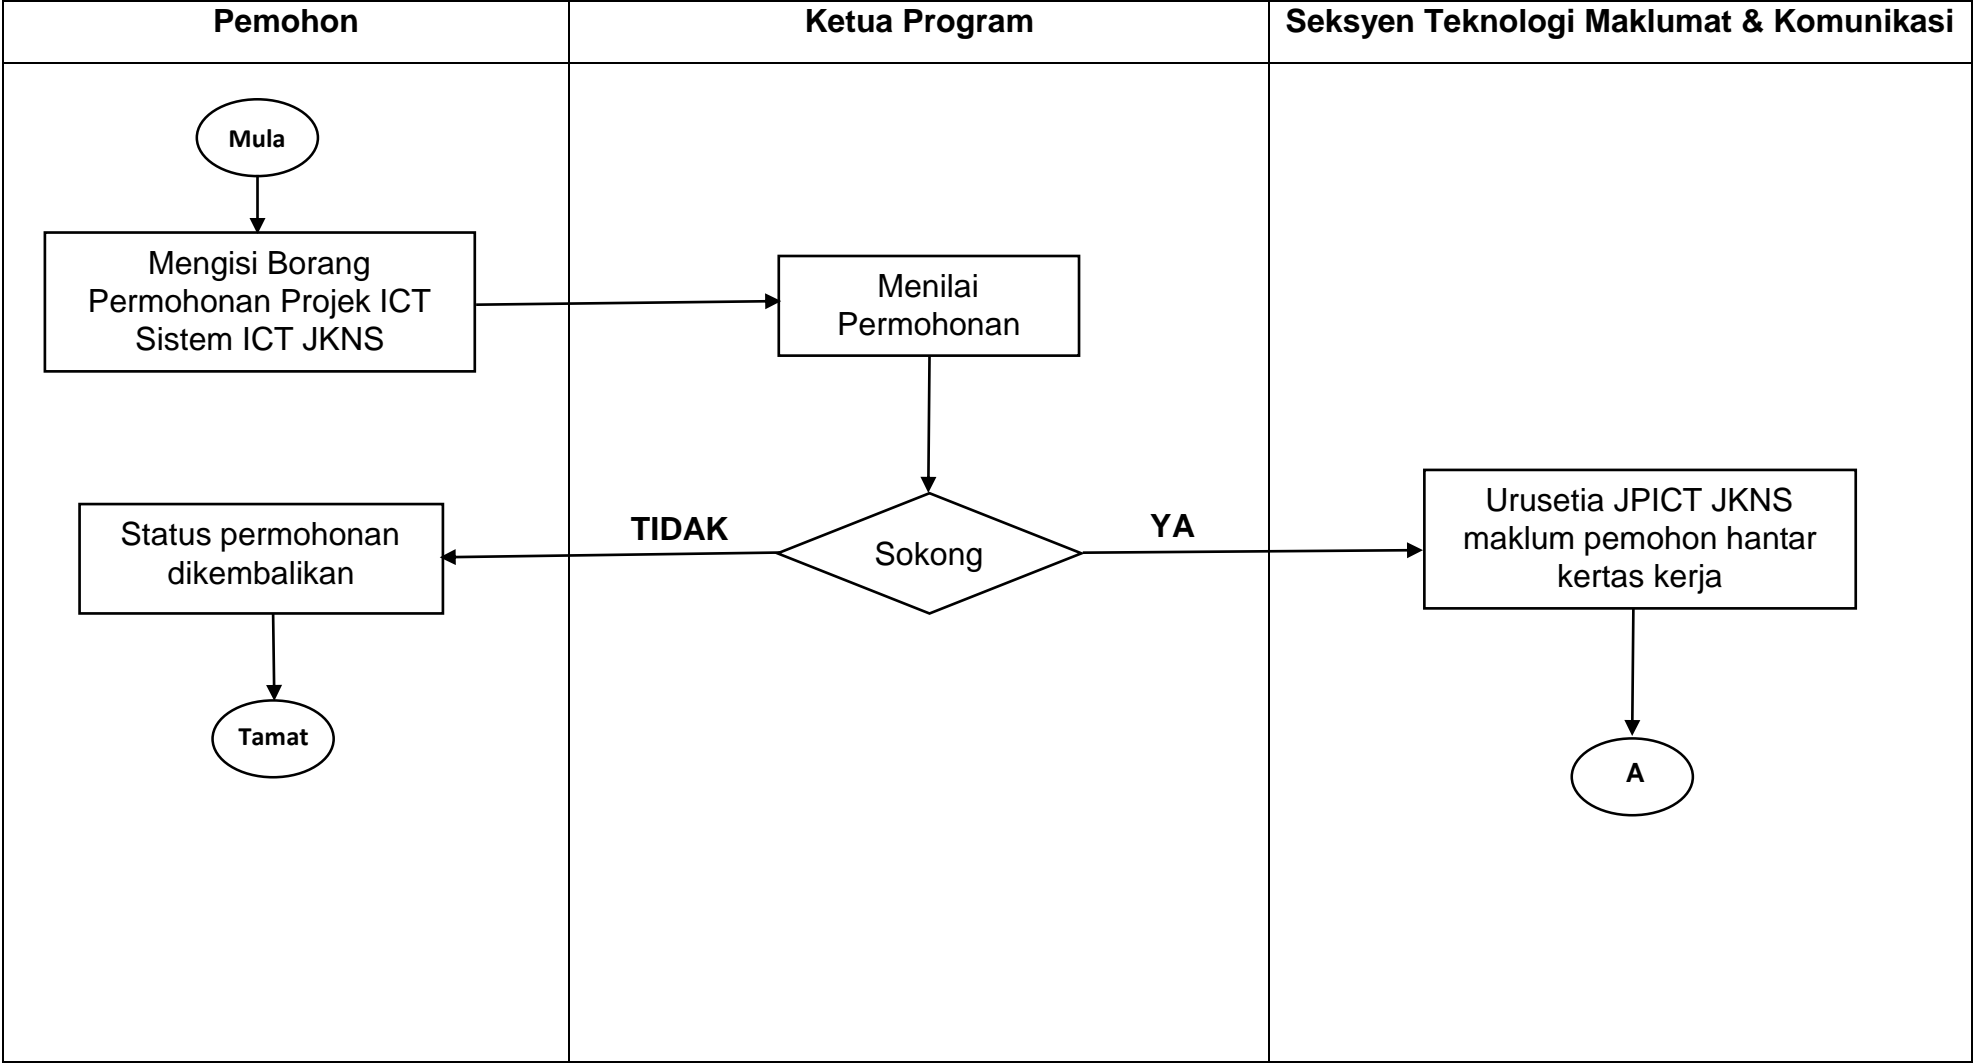 Pemohon
Ketua Program
Seksyen Teknologi Maklumat & Komunikasi
Mula
Mengisi Borang
Permohonan Projek ICT
Sistem ICT JKNS
Menilai
Permohonan
Status permohonan
dikembalikan
TIDAK
Sokong
YA
Urusetia JPICT JKNS
maklum pemohon hantar
kertas kerja
Tamat
A